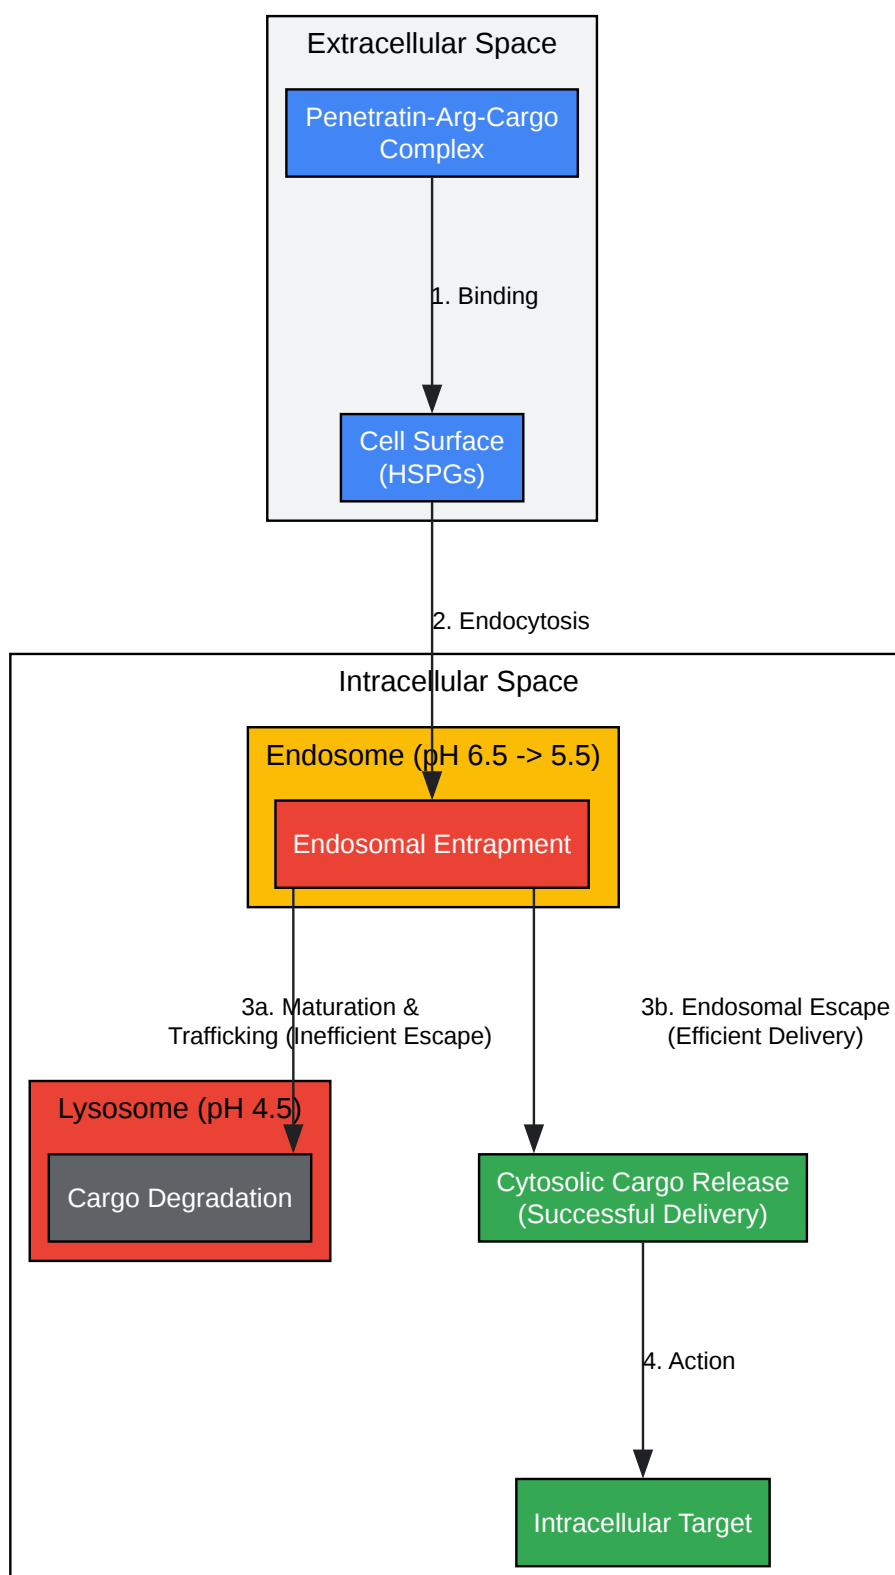 Extracellular Space
Penetratin-Arg-Cargo
Complex
1. Binding
Cell Surface
(HSPGs)
2. Endocytosis
Intracellular Space
Endosome (pH 6.5 -> 5.5)
Endosomal Entrapment
3a. Maturation &
Trafficking (Inefficient Escape)
3b. Endosomal Escape
(Efficient Delivery)
Lysosome (pH 4.5)
Cargo Degradation
Cytosolic Cargo Release
(Successful Delivery)
4. Action
Intracellular Target